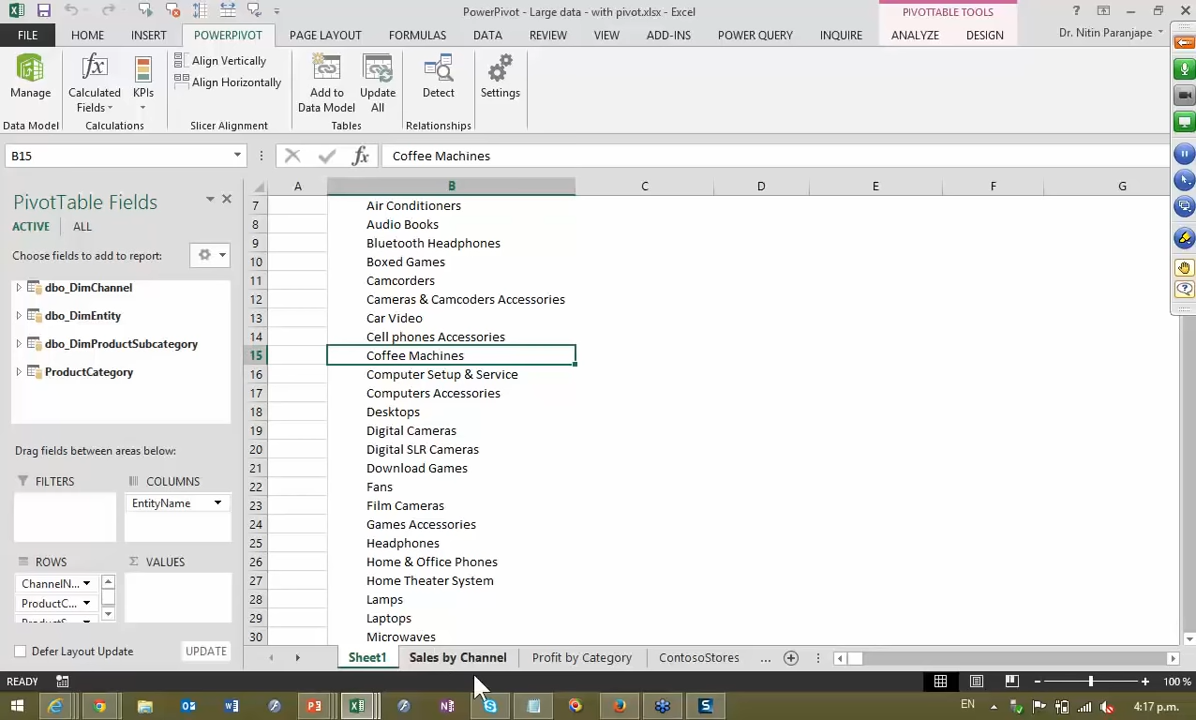 PowerPivot - Large data - with pivot.xlsx - Excel
PIVOTTABLE TOOLS
FILE HOME INSERT POWERPIVOT PAGE LAYOUT FORMULAS DATA REVIEW VIEW ADD-INS POWER QUERY INQUIRE ANALYZE DESIGN Dr. Nitin Paranjape
Manage
Calculated Fields
KPIs
Align Vertically
Align Horizontally
Add to Data Model
Update All
Detect
Settings
Data Model Calculations Slicer Alignment Tables Relationships
B15 fx Coffee Machines
A B C D E F G
PivotTable Fields
ACTIVE ALL
Choose fields to add to report:
dbo_DimChannel
dbo_DimEntity
dbo_DimProductSubcategory
ProductCategory
Drag fields between areas below:
FILTERS COLUMNS
EntityName
ROWS Σ VALUES
ChannelN...
ProductC...
Defer Layout Update UPDATE
7 Air Conditioners
8 Audio Books
9 Bluetooth Headphones
10 Boxed Games
11 Camcorders
12 Cameras & Camcoders Accessories
13 Car Video
14 Cell phones Accessories
15 Coffee Machines
16 Computer Setup & Service
17 Computers Accessories
18 Desktops
19 Digital Cameras
20 Digital SLR Cameras
21 Download Games
22 Fans
23 Film Cameras
24 Games Accessories
25 Headphones
26 Home & Office Phones
27 Home Theater System
28 Lamps
29 Laptops
30 Microwaves
Sheet1 Sales by Channel Profit by Category ContosoStores ...
READY 100 %
EN 4:17 p.m.